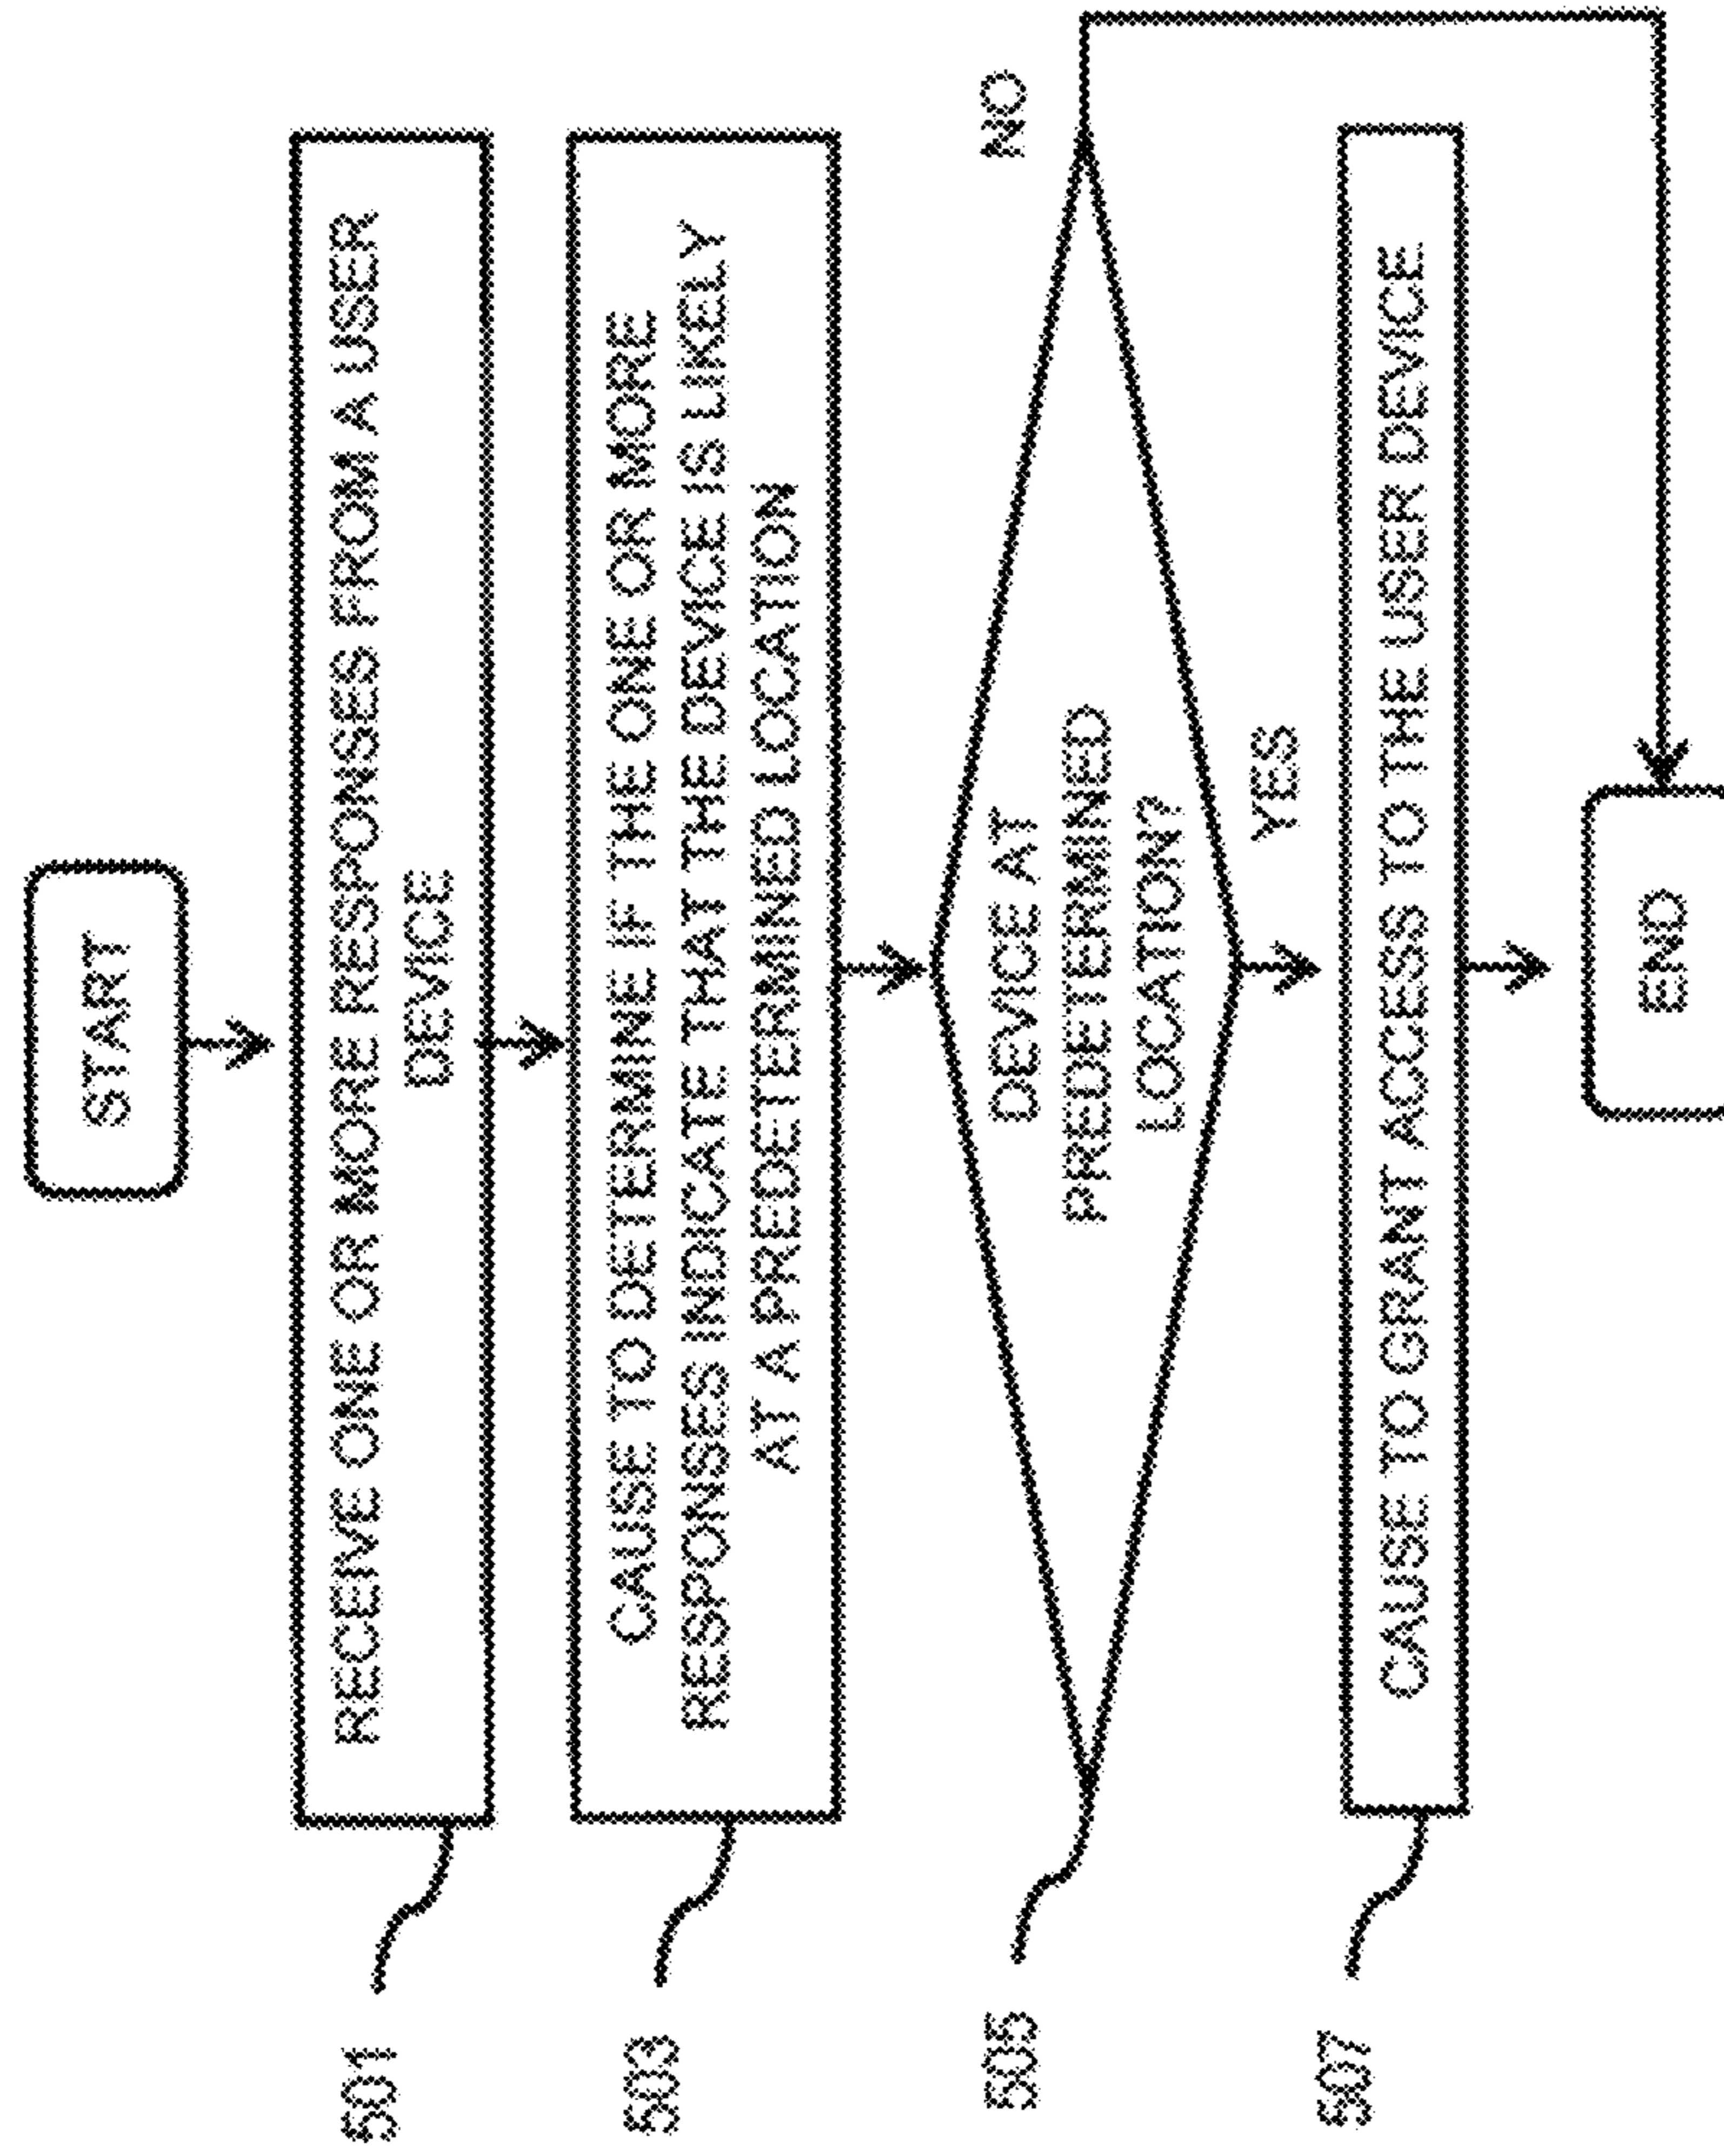 START
RECEIVE ONE OR MORE RESPONSES FROM A USER
DEVICE
501
CAUSE TO DETERMINE IF THE ONE OR MORE
RESPONSES INDICATE THAT THE DEVICE IS LIKELY
AT A PREDETERMINED LOCATION
503
DEVICE AT
PREDETERMINED
LOCATION?
505
NO
YES
CAUSE TO GRANT ACCESS TO THE USER DEVICE
507
END